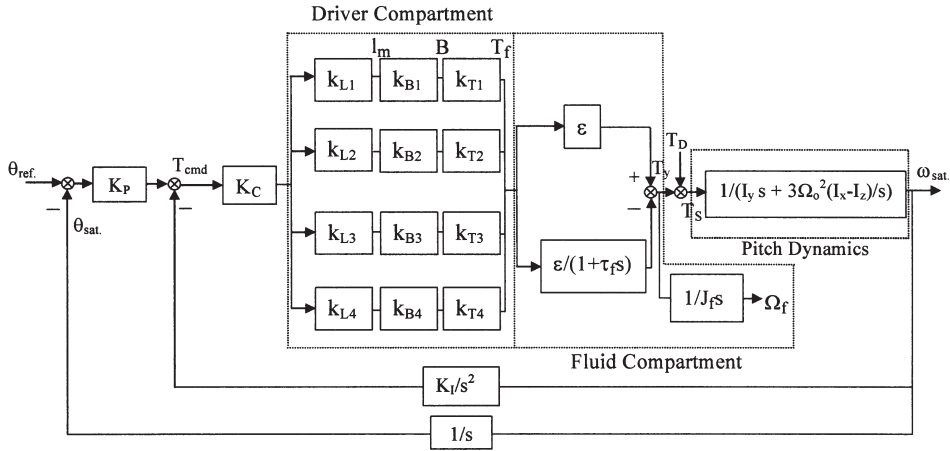 Driver Compartment
l_m B T_f
k_L1 k_B1 k_T1
k_L2 k_B2 k_T2
k_L3 k_B3 k_T3
k_L4 k_B4 k_T4
θ_ref.
−
θ_sat.
K_P
T_cmd
−
K_C
ε
ε/(1+τ_f s)
+
−
T_y
T_D
T_S
1/(I_y s + 3Ω_o^2(I_x-I_z)/s)
ω_sat.
Pitch Dynamics
1/J_f s
Ω_f
Fluid Compartment
K_I/s^2
1/s